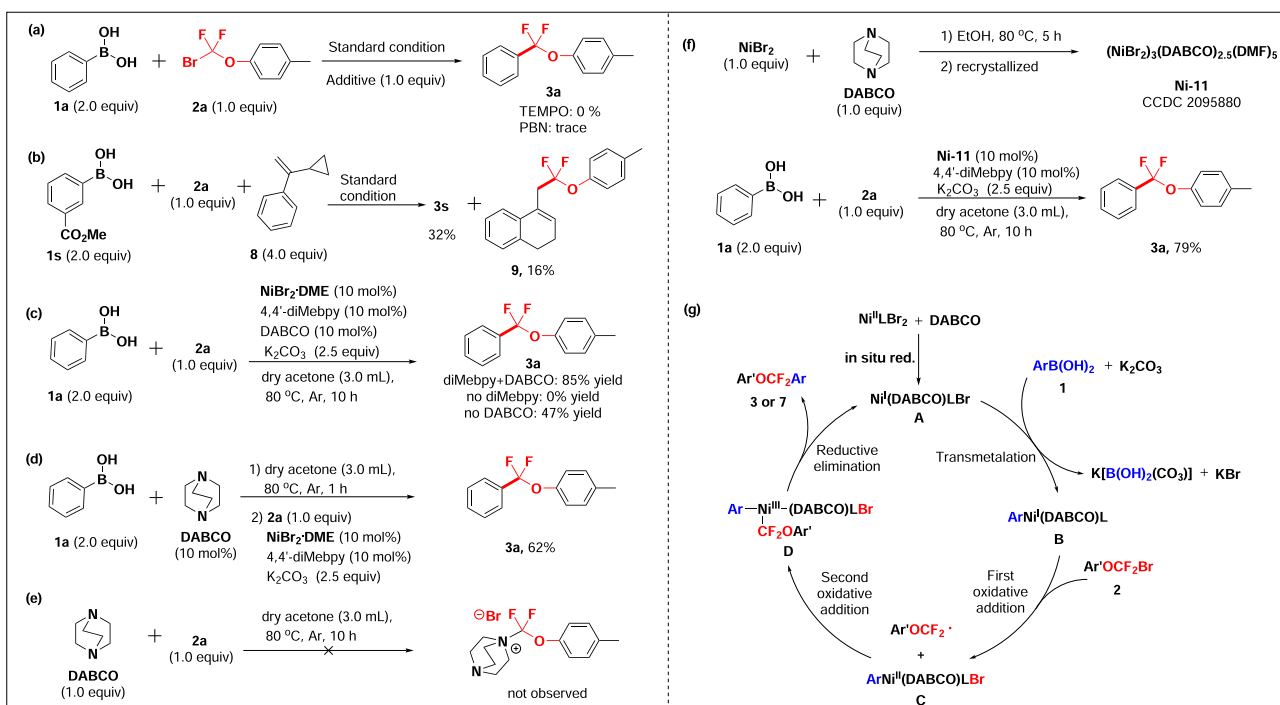 (a)
OH
B
OH
1a (2.0 equiv)
+
F F
Br O
2a (1.0 equiv)
Standard condition
Additive (1.0 equiv)
F F
O
3a
TEMPO: 0 %
PBN: trace
(b)
OH
B
OH
CO2Me
1s (2.0 equiv)
+
2a
(1.0 equiv)
+
8 (4.0 equiv)
Standard
condition
3s
32%
+
F F
O
9, 16%
(c)
OH
B
OH
1a (2.0 equiv)
+
2a
(1.0 equiv)
NiBr2·DME (10 mol%)
4,4'-diMebpy (10 mol%)
DABCO (10 mol%)
K2CO3 (2.5 equiv)
dry acetone (3.0 mL),
80 ºC, Ar, 10 h
F F
O
3a
diMebpy+DABCO: 85% yield
no diMebpy: 0% yield
no DABCO: 47% yield
(d)
OH
B
OH
1a (2.0 equiv)
+
N
N
DABCO
(10 mol%)
1) dry acetone (3.0 mL),
80 ºC, Ar, 1 h
2) 2a (1.0 equiv)
NiBr2·DME (10 mol%)
4,4'-diMebpy (10 mol%)
K2CO3 (2.5 equiv)
F F
O
3a, 62%
(e)
N
N
DABCO
(1.0 equiv)
+
2a
(1.0 equiv)
dry acetone (3.0 mL),
80 ºC, Ar, 10 h
⊖Br F F
N O
⊕
N
not observed
(f)
NiBr2
(1.0 equiv)
+
N
N
DABCO
(1.0 equiv)
1) EtOH, 80 ºC, 5 h
2) recrystallized
(NiBr2)3(DABCO)2.5(DMF)5
Ni-11
CCDC 2095880
OH
B
OH
1a (2.0 equiv)
+
2a
(1.0 equiv)
Ni-11 (10 mol%)
4,4'-diMebpy (10 mol%)
K2CO3 (2.5 equiv)
dry acetone (3.0 mL),
80 ºC, Ar, 10 h
F F
O
3a, 79%
(g)
NiIILBr2 + DABCO
in situ red.
Ar'OCF2Ar
3 or 7
NiI(DABCO)LBr
A
ArB(OH)2 + K2CO3
1
Reductive
elimination
Transmetalation
K[B(OH)2(CO3)] + KBr
Ar NiIII (DABCO)LBr
CF2OAr'
D
ArNiI(DABCO)L
B
Second
oxidative
addition
First
oxidative
addition
Ar'OCF2Br
2
Ar'OCF2 ·
+
ArNiII(DABCO)LBr
C